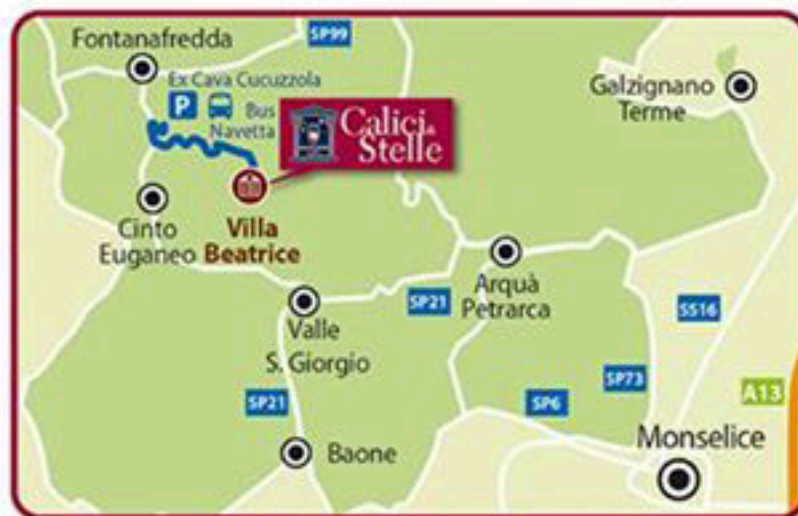 Fontanafredda
SP99
Ex Cava Cucuzzola
P
Bus
Navetta
Calici &
Stelle
Galzignano
Terme
Cinto
Euganeo
Villa
Beatrice
Arquà
Petrarca
SP21
SS16
Valle
S. Giorgio
SP21
SP6
SP73
A13
Baone
Monselice